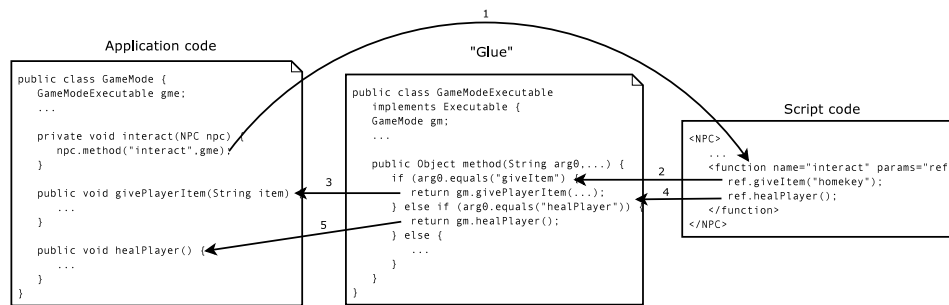 1
Application code
"Glue"
Script code
public class GameMode {
GameModeExecutable gme;
...
private void interact(NPC npc) {
npc.method("interact",gme);
}
public void givePlayerItem(String item)
...
}
public void healPlayer() {
...
}
}
public class GameModeExecutable
implements Executable {
GameMode gm;
...
public Object method(String arg0,...) {
if (arg0.equals("giveItem") {
return gm.givePlayerItem(...);
} else if (arg0.equals("healPlayer")) {
return gm.healPlayer();
} else {
...
}
}
}
<NPC>
...
<function name="interact" params="ref
ref.giveItem("homekey");
ref.healPlayer();
</function>
</NPC>
2
3
4
5